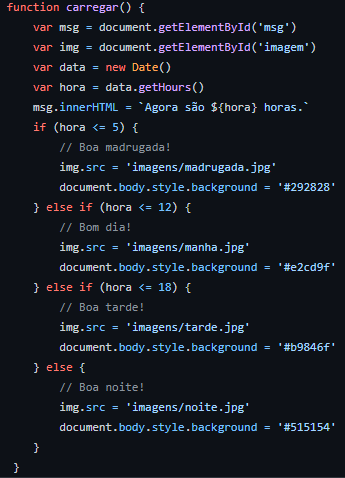 function carregar() {
    var msg = document.getElementById('msg')
    var img = document.getElementById('imagem')
    var data = new Date()
    var hora = data.getHours()
    msg.innerHTML = `Agora são ${hora} horas.`
    if (hora <= 5) {
        // Boa madrugada!
        img.src = 'imagens/madrugada.jpg'
        document.body.style.background = '#292828'
    } else if (hora <= 12) {
        // Bom dia!
        img.src = 'imagens/manha.jpg'
        document.body.style.background = '#e2cd9f'
    } else if (hora <= 18) {
        // Boa tarde!
        img.src = 'imagens/tarde.jpg'
        document.body.style.background = '#b9846f'
    } else {
        // Boa noite!
        img.src = 'imagens/noite.jpg'
        document.body.style.background = '#515154'
    }
}